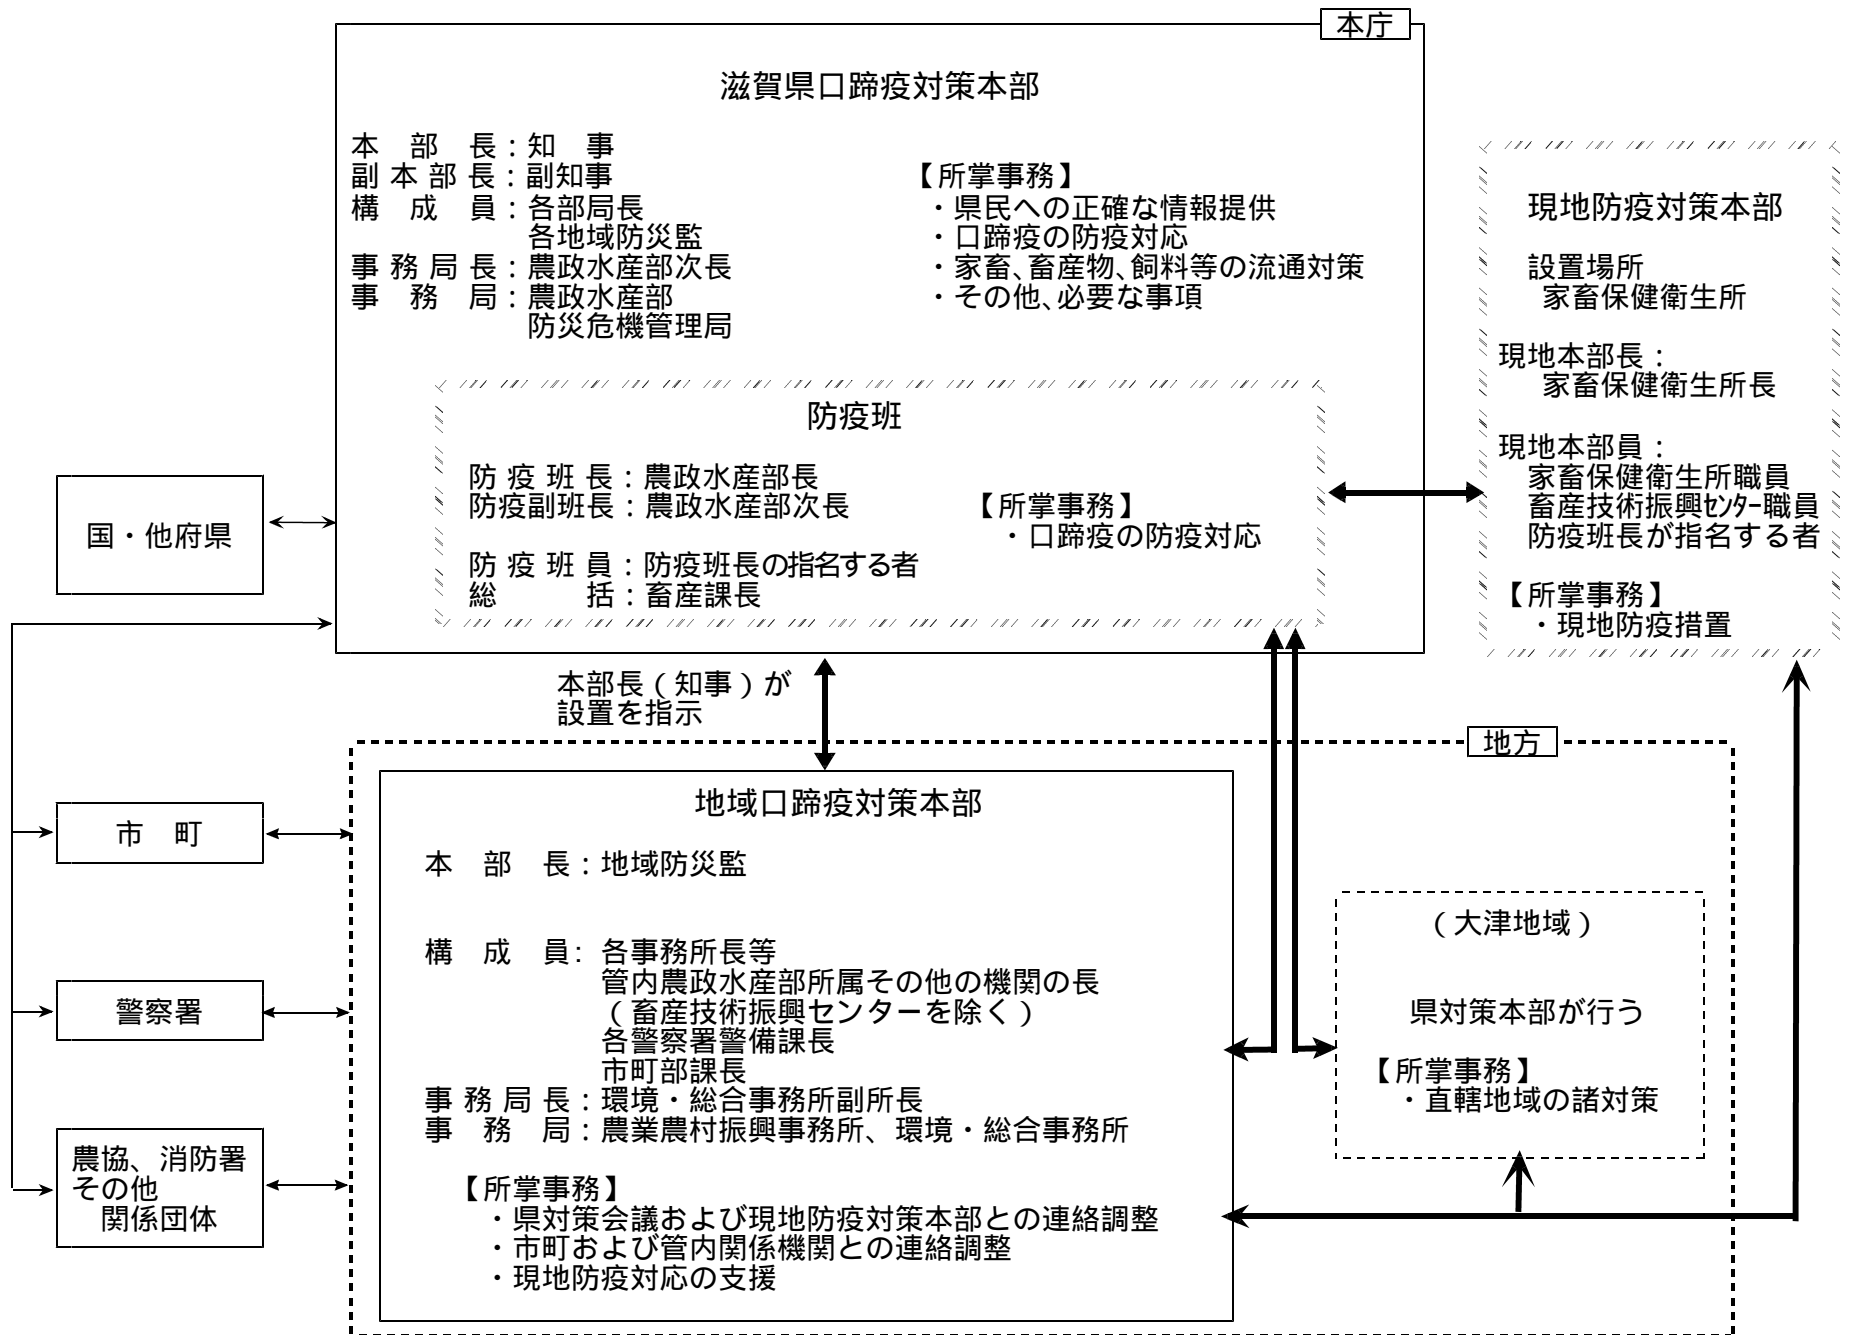 本庁
滋賀県口蹄疫対策本部
本　部　長：知　事
副本部長：副知事
構　成　員：各部局長
各地域防災監
事務局長：農政水産部次長
事　務　局：農政水産部
防災危機管理局
【所掌事務】
・県民への正確な情報提供
・口蹄疫の防疫対応
・家畜、畜産物、飼料等の流通対策
・その他、必要な事項
防疫班
防疫班長：農政水産部長
防疫副班長：農政水産部次長
防疫班員：防疫班長の指名する者
総　　　括：畜産課長
【所掌事務】
・口蹄疫の防疫対応
現地防疫対策本部
設置場所
家畜保健衛生所
現地本部長：
家畜保健衛生所長
現地本部員：
家畜保健衛生所職員
畜産技術振興ｾﾝﾀｰ職員
防疫班長が指名する者
【所掌事務】
・現地防疫措置
国・他府県
本部長（知事）が
設置を指示
地方
市　町
警察署
農協、消防署
その他
関係団体
地域口蹄疫対策本部
本　部　長：地域防災監
構　成　員：各事務所長等
管内農政水産部所属その他の機関の長
（畜産技術振興センターを除く）
各警察署警備課長
市町部課長
事務局長：環境・総合事務所副所長
事　務　局：農業農村振興事務所、環境・総合事務所
【所掌事務】
・県対策会議および現地防疫対策本部との連絡調整
・市町および管内関係機関との連絡調整
・現地防疫対応の支援
（大津地域）
県対策本部が行う
【所掌事務】
・直轄地域の諸対策